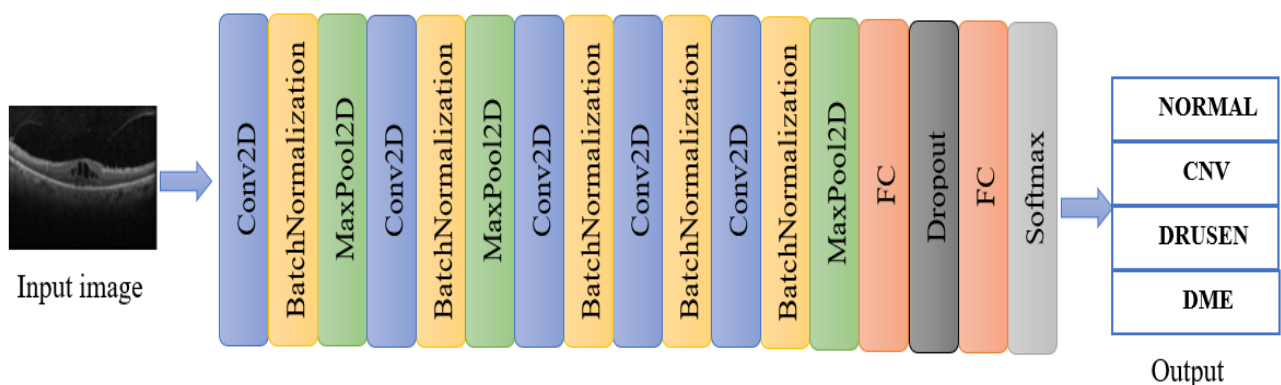 Input image
Conv2D
BatchNormalization
MaxPool2D
Conv2D
BatchNormalization
MaxPool2D
Conv2D
BatchNormalization
Conv2D
BatchNormalization
Conv2D
BatchNormalization
MaxPool2D
FC
Dropout
FC
Softmax
NORMAL
CNV
DRUSEN
DME
Output